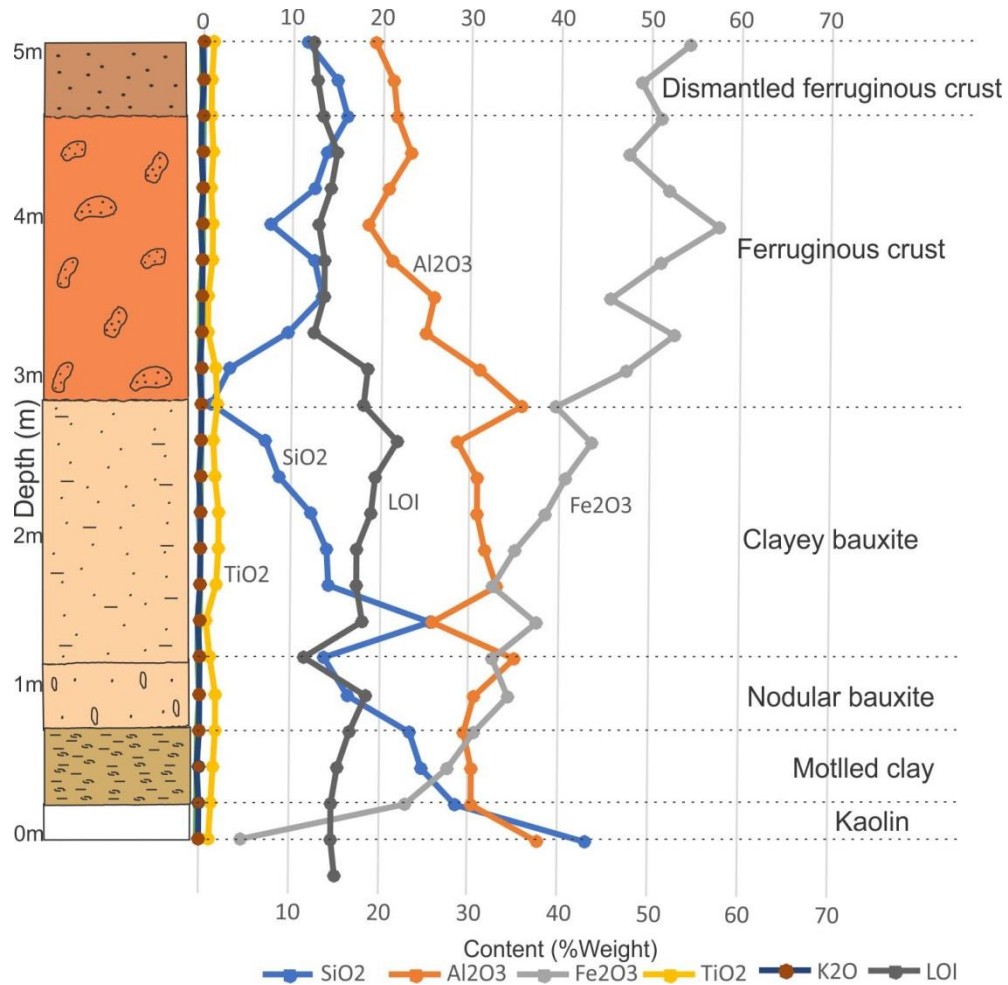 0 10 20 30 40 50 60 70
5m
Dismantled ferruginous crust
4m
Ferruginous crust
Al2O3
3m
Depth (m)
SiO2
LOI
Fe2O3
2m
Clayey bauxite
TiO2
1m
Nodular bauxite
Motlled clay
Kaolin
0m
10 20 30 40 50 60 70
Content (%Weight)
SiO2 Al2O3 Fe2O3 TiO2 K2O LOI